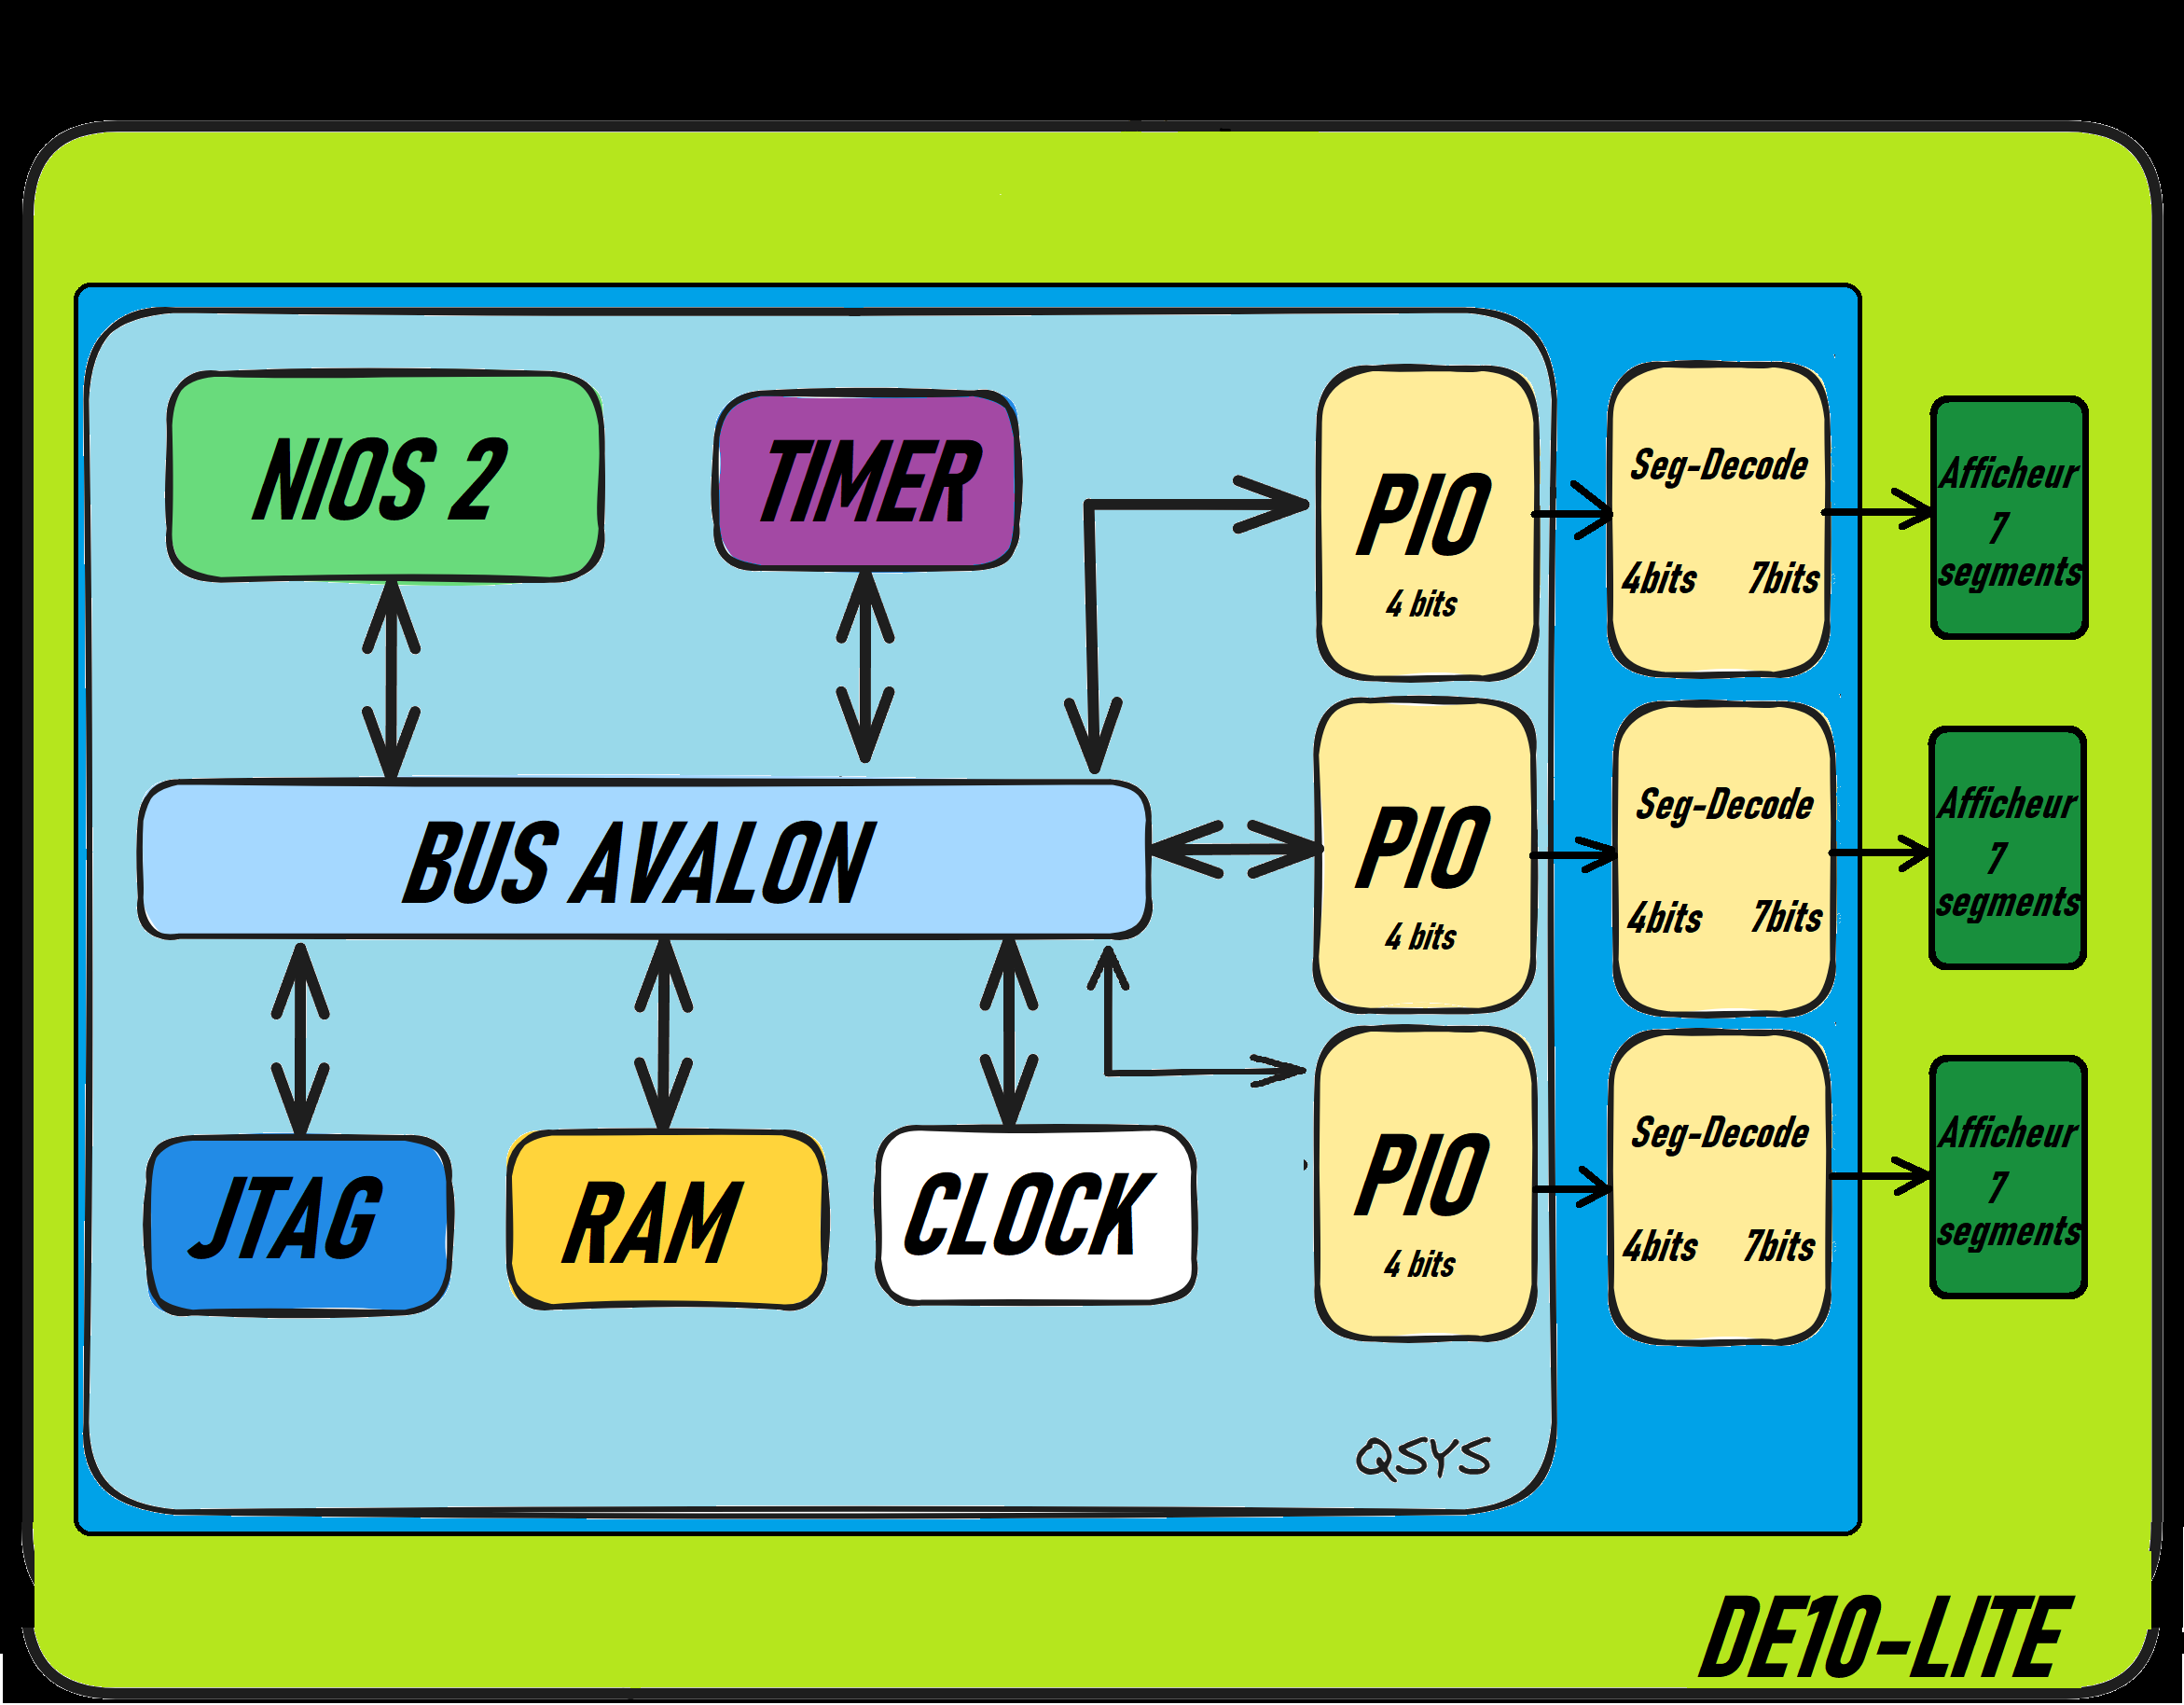 NIOS 2
TIMER
PIO
4 bits
Seg-Decode
4bits 7bits
Afficheur
7
segments
BUS AVALON
PIO
4 bits
Seg-Decode
4bits 7bits
Afficheur
7
segments
JTAG
RAM
CLOCK
PIO
4 bits
Seg-Decode
4bits 7bits
Afficheur
7
segments
QSYS
DE10-LITE